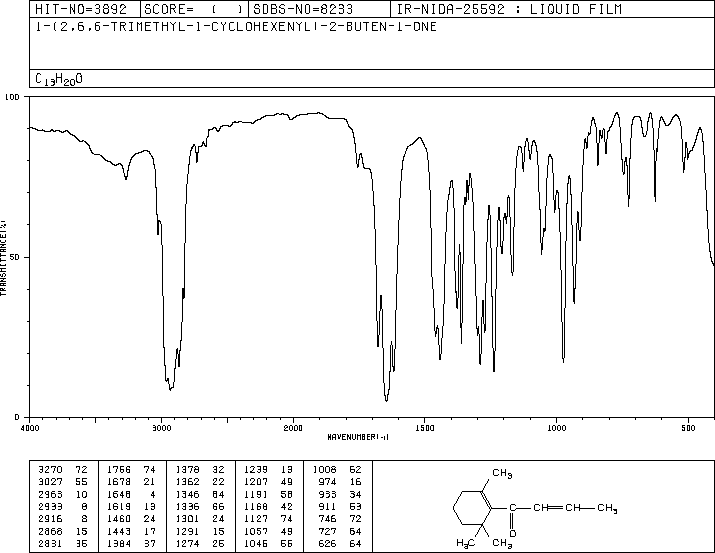 HIT-NO=3892 SCORE= ( ) SDBS-NO=8233 IR-NIDA-25592 : LIQUID FILM
1-(2,6,6-TRIMETHYL-1-CYCLOHEXENYL)-2-BUTEN-1-ONE
C13H20O
100
50
0
TRANSMITTANCE(%)
4000 3000 2000 1500 1000 500
WAVENUMBER(-1)
3270 72 1756 74 1378 32 1239 13 1008 62
3027 55 1678 21 1362 22 1207 49 974 16
2963 10 1648 4 1346 64 1191 58 933 34
2933 8 1619 13 1336 66 1168 42 911 53
2916 8 1460 24 1301 24 1127 74 746 72
2868 15 1443 17 1291 15 1057 49 727 64
2831 35 1384 37 1274 25 1046 56 626 64
CH3
C CH CH CH3
O
H3C CH3